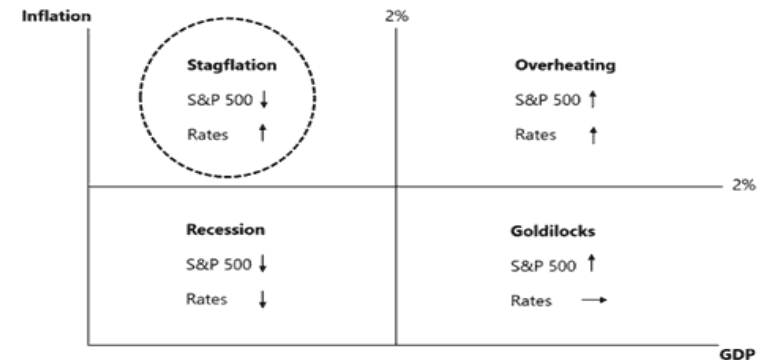 Inflation
2%
Stagflation
S&P 500 ↓
Rates ↑
Overheating
S&P 500 ↑
Rates ↑
2%
Recession
S&P 500 ↓
Rates ↓
Goldilocks
S&P 500 ↑
Rates →
GDP